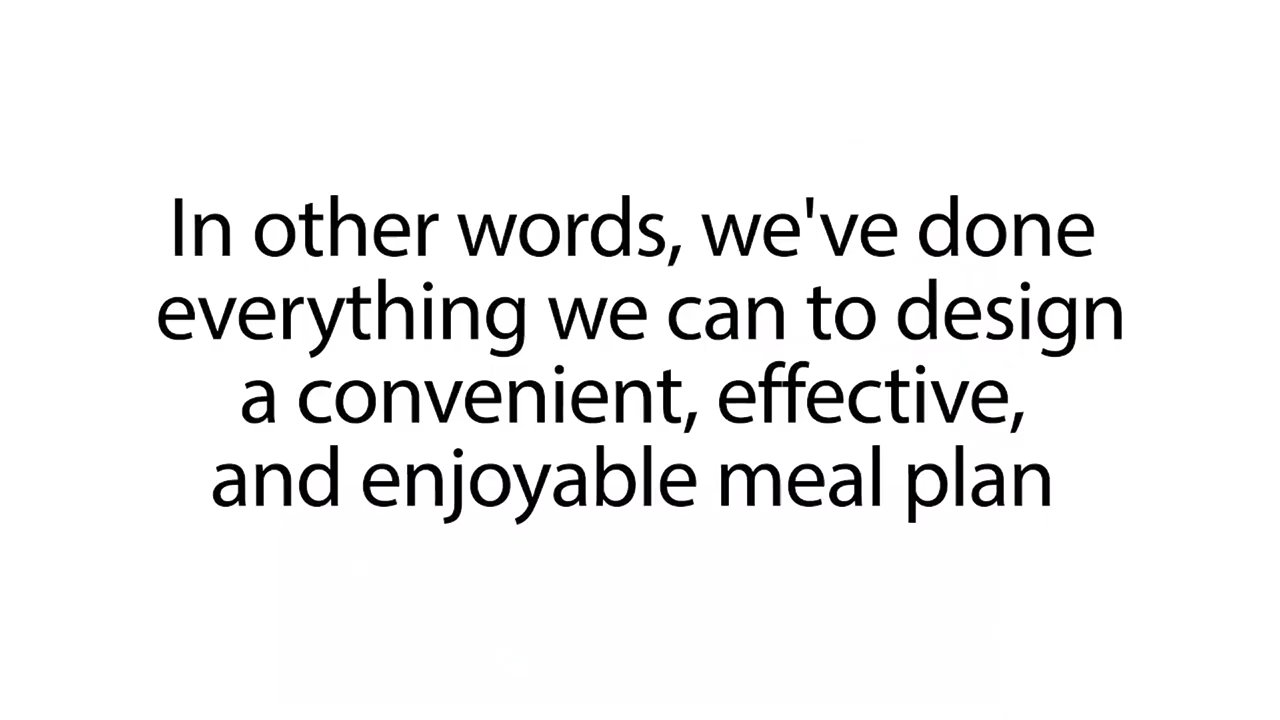 In other words, we've done
everything we can to design
a convenient, effective,
and enjoyable meal plan